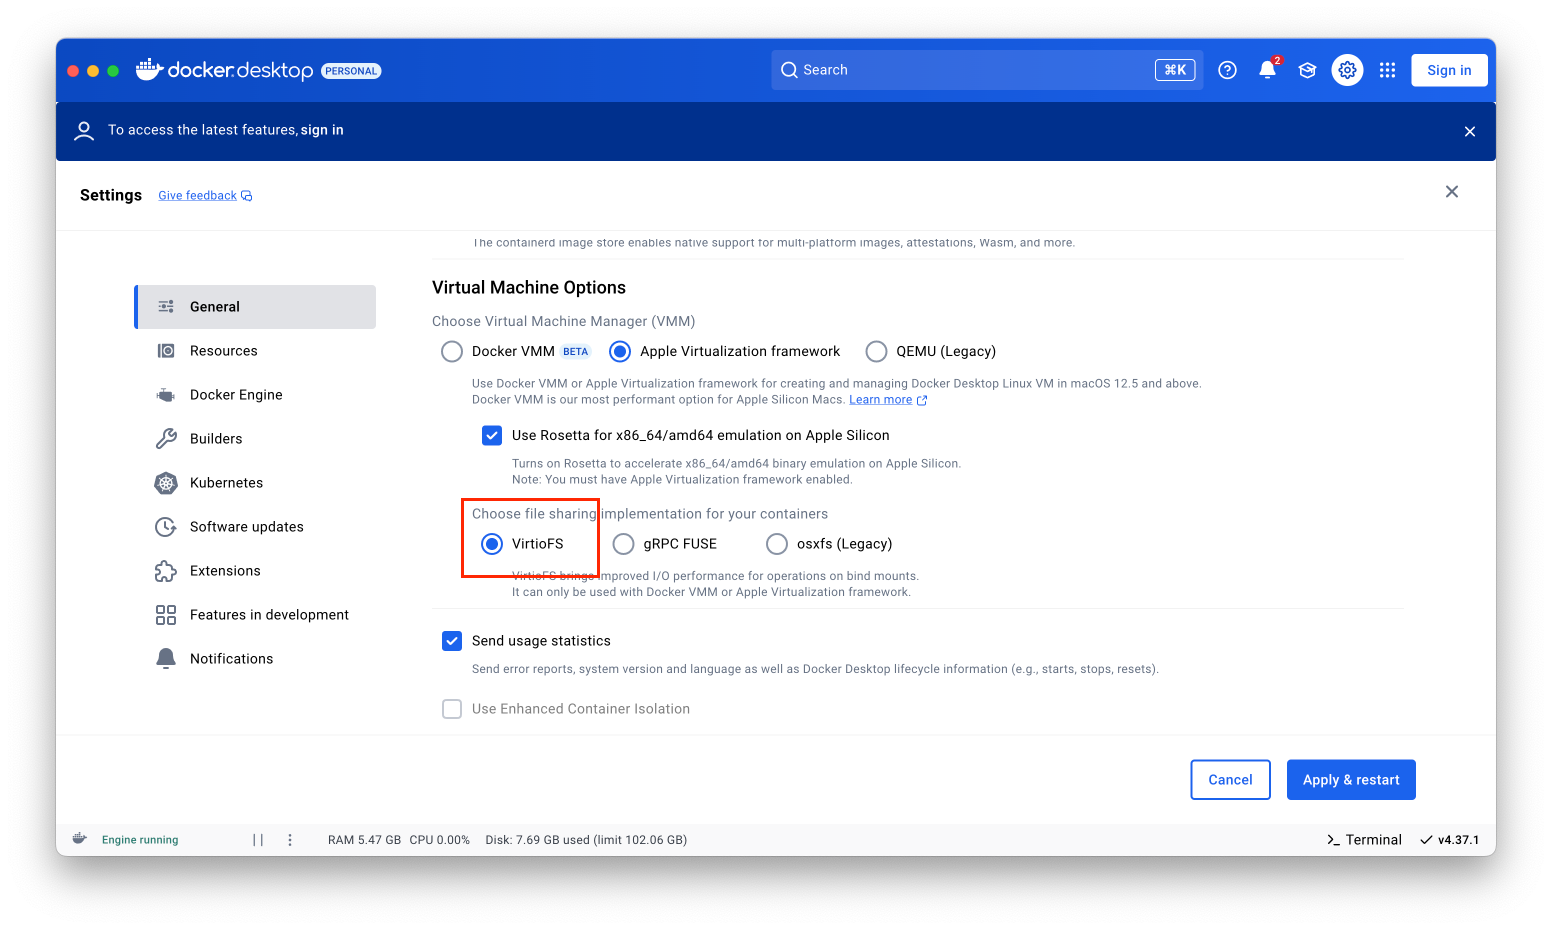 docker.desktop PERSONAL
Search
⌘K
2
Sign in
To access the latest features, sign in
Settings
Give feedback
The containerd image store enables native support for multi-platform images, attestations, Wasm, and more.
General
Resources
Docker Engine
Builders
Kubernetes
Software updates
Extensions
Features in development
Notifications
Virtual Machine Options
Choose Virtual Machine Manager (VMM)
Docker VMM BETA
Apple Virtualization framework
QEMU (Legacy)
Use Docker VMM or Apple Virtualization framework for creating and managing Docker Desktop Linux VM in macOS 12.5 and above.
Docker VMM is our most performant option for Apple Silicon Macs. Learn more
Use Rosetta for x86_64/amd64 emulation on Apple Silicon
Turns on Rosetta to accelerate x86_64/amd64 binary emulation on Apple Silicon.
Note: You must have Apple Virtualization framework enabled.
Choose file sharing implementation for your containers
VirtioFS
gRPC FUSE
osxfs (Legacy)
VirtioFS brings improved I/O performance for operations on bind mounts.
It can only be used with Docker VMM or Apple Virtualization framework.
Send usage statistics
Send error reports, system version and language as well as Docker Desktop lifecycle information (e.g., starts, stops, resets).
Use Enhanced Container Isolation
Cancel
Apply & restart
Engine running
RAM 5.47 GB CPU 0.00% Disk: 7.69 GB used (limit 102.06 GB)
>_ Terminal
v4.37.1